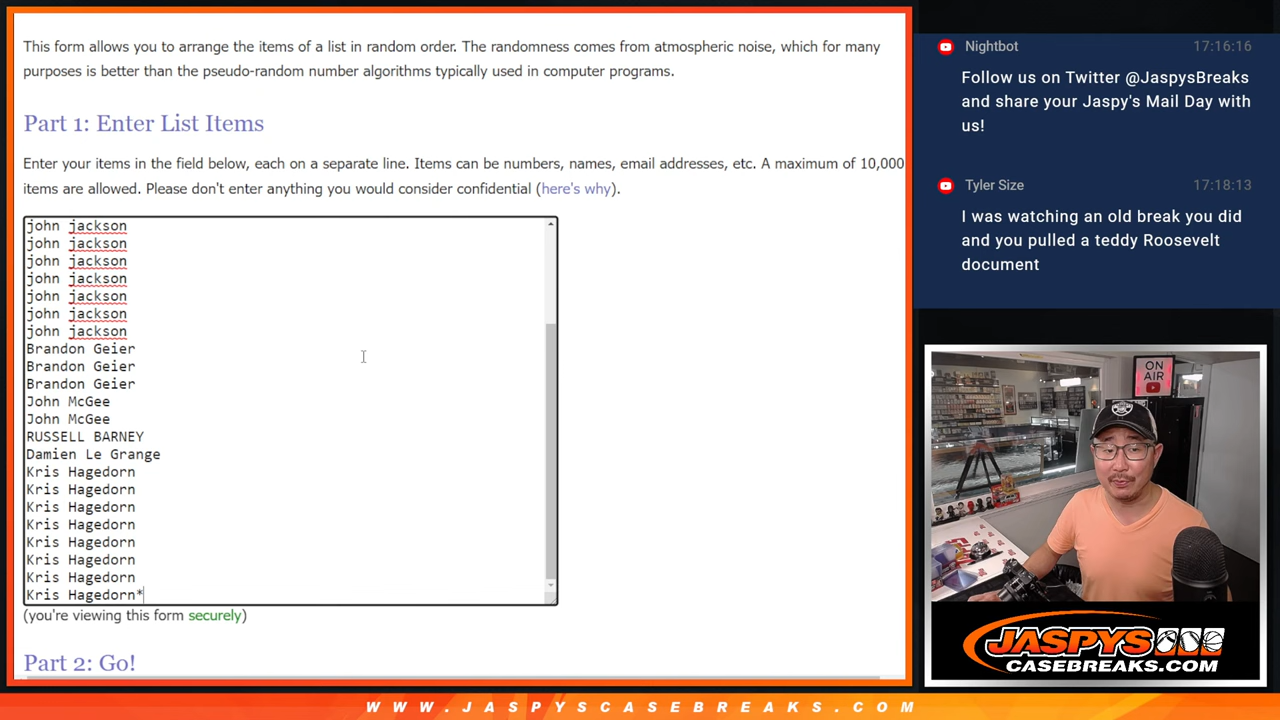 This form allows you to arrange the items of a list in random order. The randomness comes from atmospheric noise, which for many
purposes is better than the pseudo-random number algorithms typically used in computer programs.
Part 1: Enter List Items
Enter your items in the field below, each on a separate line. Items can be numbers, names, email addresses, etc. A maximum of 10,000
items are allowed. Please don't enter anything you would consider confidential (here's why).
john jackson
john jackson
john jackson
john jackson
john jackson
john jackson
john jackson
Brandon Geier
Brandon Geier
Brandon Geier
John McGee
John McGee
RUSSELL BARNEY
Damien Le Grange
Kris Hagedorn
Kris Hagedorn
Kris Hagedorn
Kris Hagedorn
Kris Hagedorn
Kris Hagedorn
Kris Hagedorn
Kris Hagedorn*
(you're viewing this form securely)
Part 2: Go!
Nightbot 17:16:16
Follow us on Twitter @JaspysBreaks
and share your Jaspy's Mail Day with
us!
Tyler Size 17:18:13
I was watching an old break you did
and you pulled a teddy Roosevelt
document
ON
AIR
JASPYS
CASEBREAKS.COM
WWW.JASPYSCASEBREAKS.COM